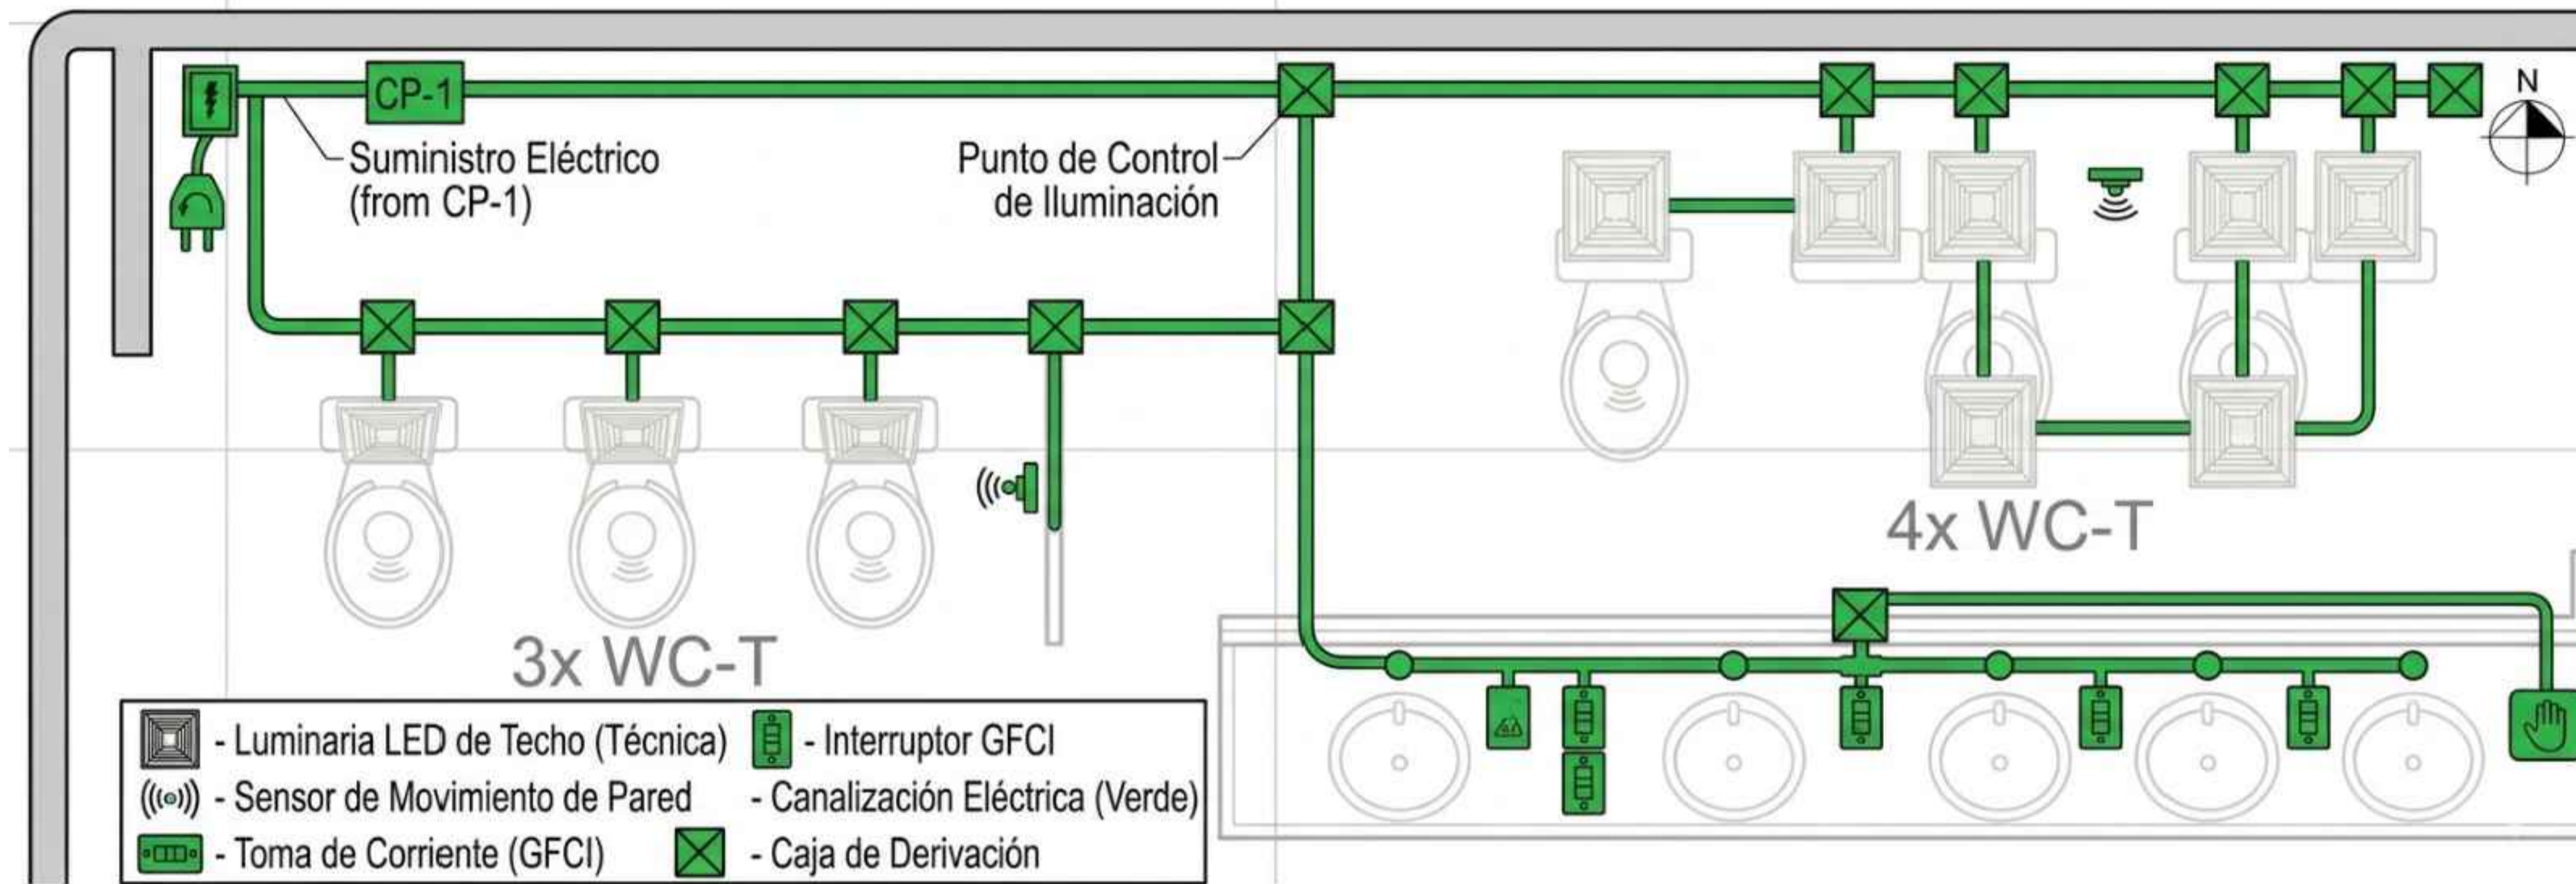 CP-1
N
Suministro Eléctrico
(from CP-1)
Punto de Control
de Iluminación
4x WC-T
3x WC-T
- Luminaria LED de Techo (Técnica)
- Interruptor GFCI
- Sensor de Movimiento de Pared
- Canalización Eléctrica (Verde)
- Toma de Corriente (GFCI)
- Caja de Derivación